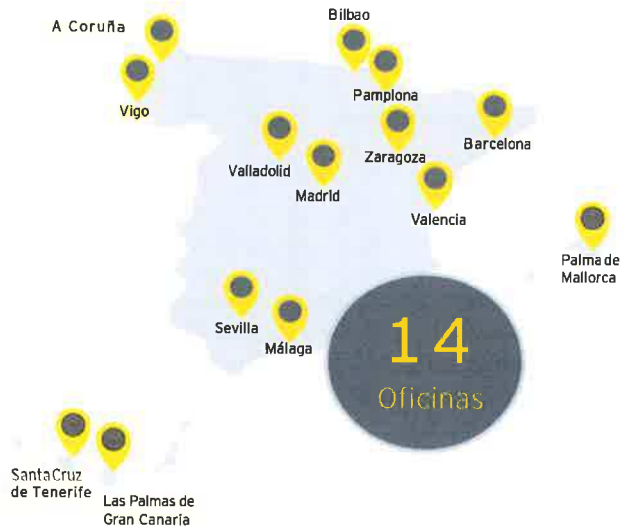 Bilbao
A Coruña
Pamplona
Vigo
Barcelona
Zaragoza
Valladolid
Madrid
Valencia
Palma de
Mallorca
Sevilla
Málaga
14
Oficinas
Santa Cruz
de Tenerife
Las Palmas de
Gran Canaria